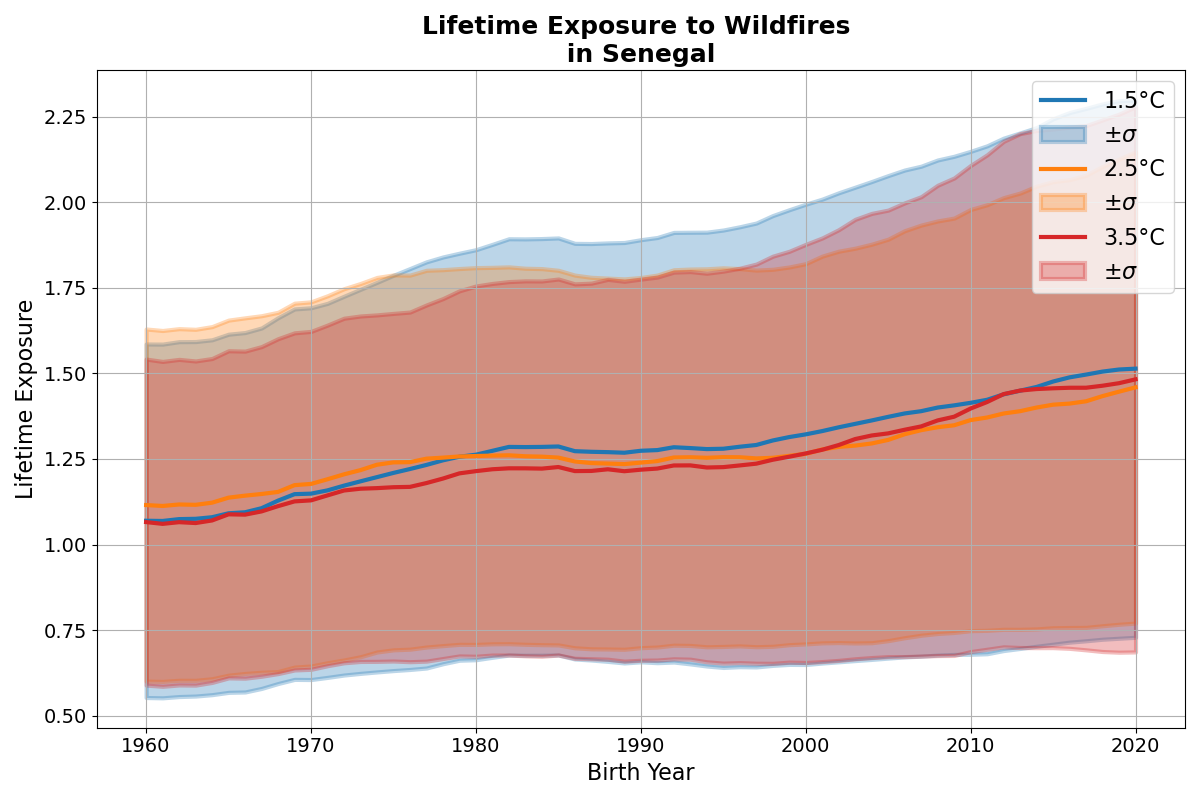 Lifetime Exposure to Wildfires
in Senegal
Lifetime Exposure
2.25
2.00
1.75
1.50
1.25
1.00
0.75
0.50
1960
1970
1980
1990
2000
2010
2020
Birth Year
1.5°C
±σ
2.5°C
±σ
3.5°C
±σ